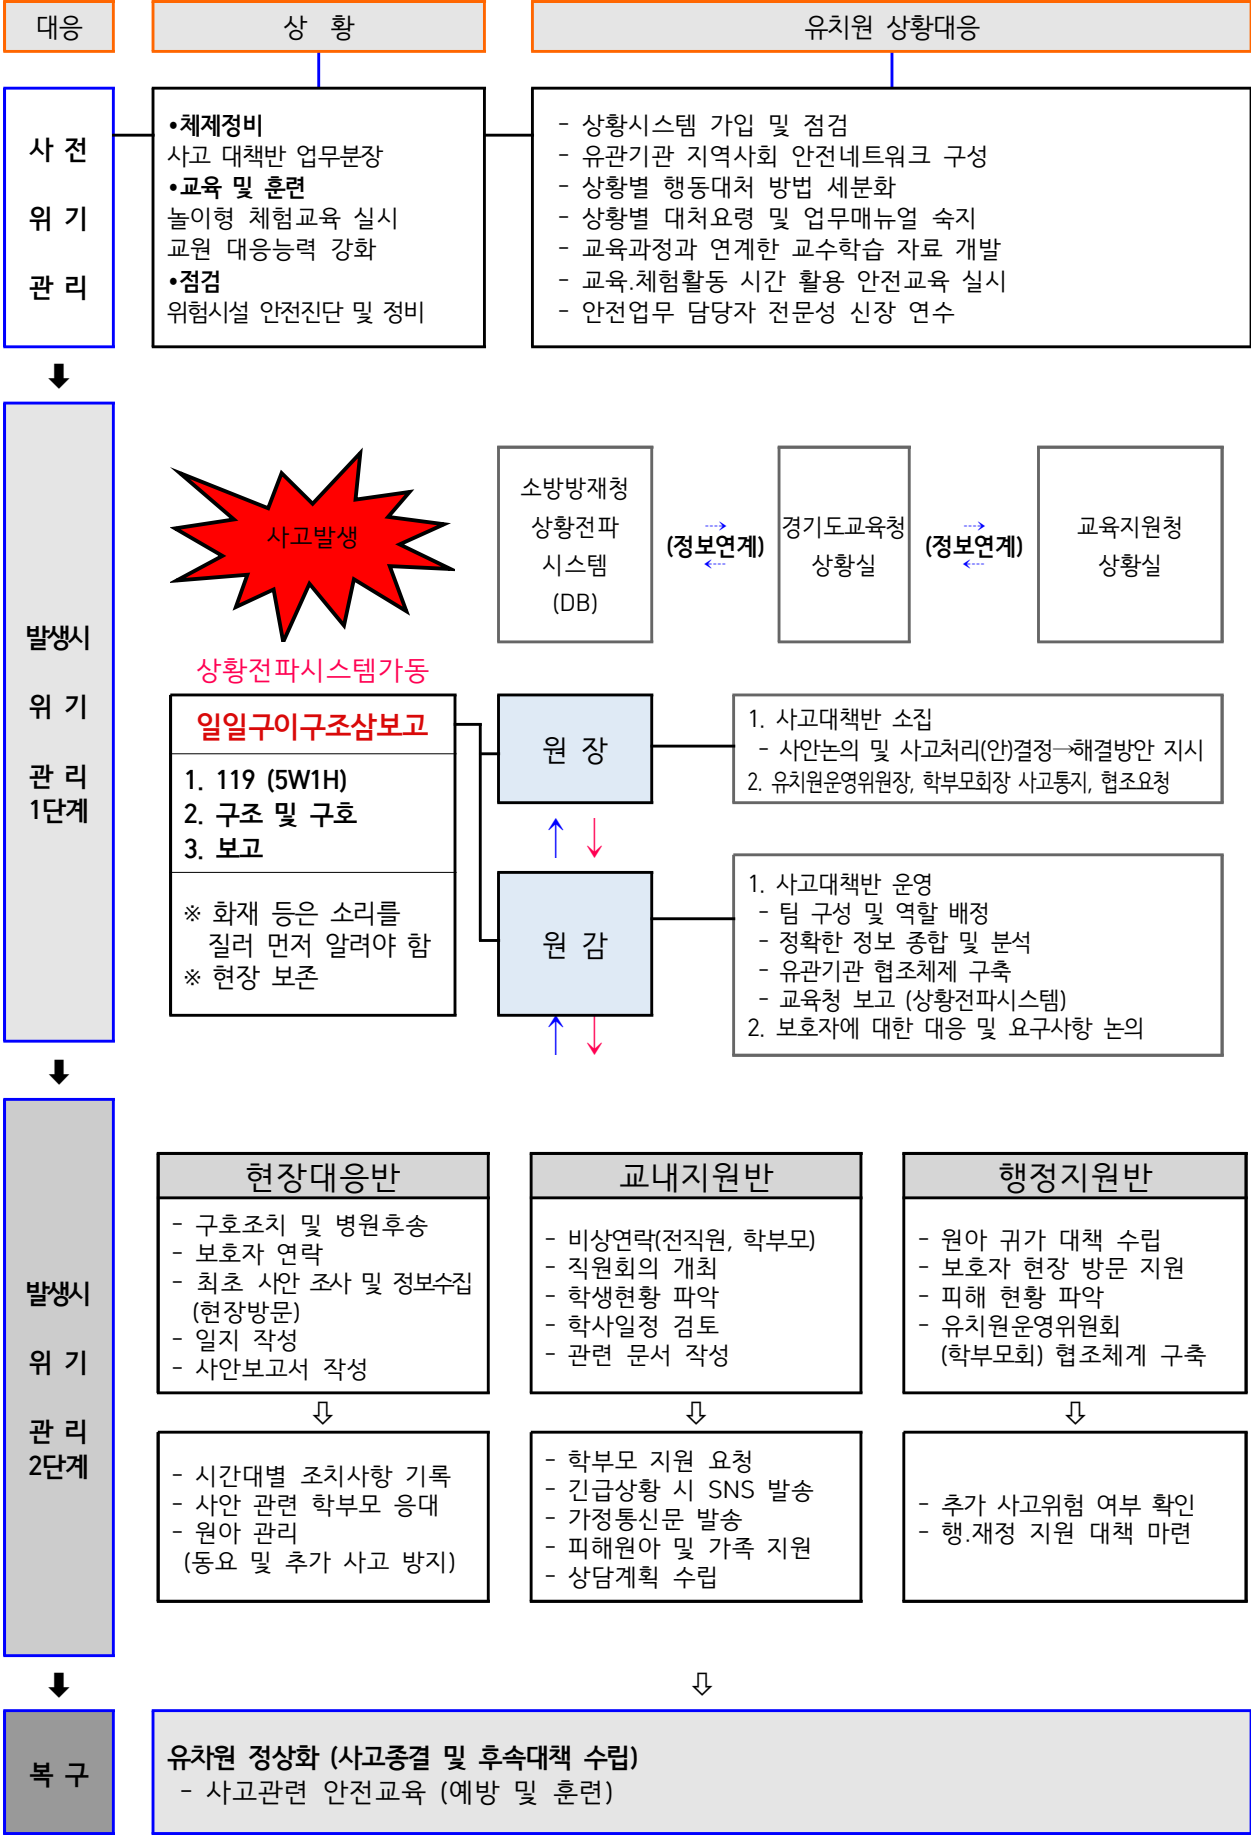 대응
상 황
유치원 상황대응
사 전
위 기
관 리
•체제정비
사고 대책반 업무분장
•교육 및 훈련
놀이형 체험교육 실시
교원 대응능력 강화
•점검
위험시설 안전진단 및 정비
- 상황시스템 가입 및 점검
- 유관기관 지역사회 안전네트워크 구성
- 상황별 행동대처 방법 세분화
- 상황별 대처요령 및 업무매뉴얼 숙지
- 교육과정과 연계한 교수학습 자료 개발
- 교육.체험활동 시간 활용 안전교육 실시
- 안전업무 담당자 전문성 신장 연수
발생시
위 기
관 리
1단계
사고발생
소방방재청
상황전파
시스템
(DB)
(정보연계)
경기도교육청
상황실
(정보연계)
교육지원청
상황실
상황전파시스템가동
일일구이구조삼보고
1. 119 (5W1H)
2. 구조 및 구호
3. 보고
※ 화재 등은 소리를
질러 먼저 알려야 함
※ 현장 보존
원 장
1. 사고대책반 소집
- 사안논의 및 사고처리(안)결정→해결방안 지시
2. 유치원운영위원장, 학부모회장 사고통지, 협조요청
원 감
1. 사고대책반 운영
- 팀 구성 및 역할 배정
- 정확한 정보 종합 및 분석
- 유관기관 협조체제 구축
- 교육청 보고 (상황전파시스템)
2. 보호자에 대한 대응 및 요구사항 논의
발생시
위 기
관 리
2단계
현장대응반
- 구호조치 및 병원후송
- 보호자 연락
- 최초 사안 조사 및 정보수집
(현장방문)
- 일지 작성
- 사안보고서 작성
교내지원반
- 비상연락(전직원, 학부모)
- 직원회의 개최
- 학생현황 파악
- 학사일정 검토
- 관련 문서 작성
행정지원반
- 원아 귀가 대책 수립
- 보호자 현장 방문 지원
- 피해 현황 파악
- 유치원운영위원회
(학부모회) 협조체계 구축
- 시간대별 조치사항 기록
- 사안 관련 학부모 응대
- 원아 관리
(동요 및 추가 사고 방지)
- 학부모 지원 요청
- 긴급상황 시 SNS 발송
- 가정통신문 발송
- 피해원아 및 가족 지원
- 상담계획 수립
- 추가 사고위험 여부 확인
- 행.재정 지원 대책 마련
복 구
유차원 정상화 (사고종결 및 후속대책 수립)
- 사고관련 안전교육 (예방 및 훈련)